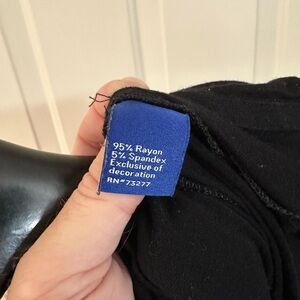 95% Rayon
5% Spandex
Exclusive of
decoration
RN#73277